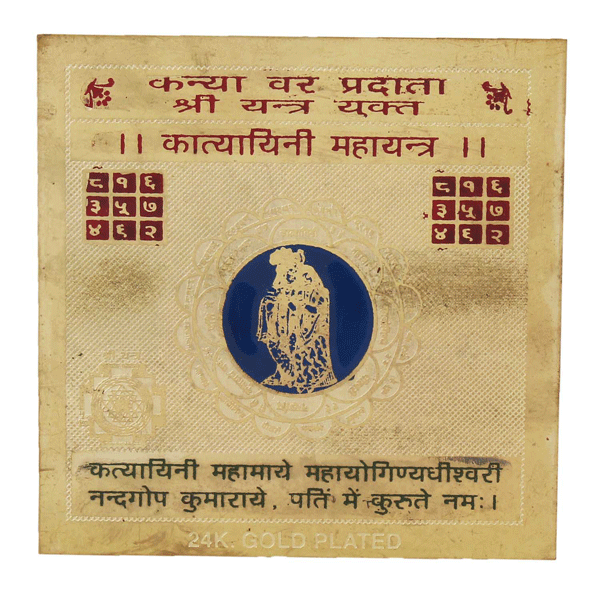 कन्या वर प्रदाता
श्री यन्त्र युक्त
।। कात्यायिनी महायन्त्र ।।
८ १ ६
३ ५ ७
४ ९ २
८ १ ६
३ ५ ७
४ ९ २
कत्यायिनी महामाये महायोगिण्यधीश्वरी
नन्दगोप कुमाराये, पतिं में कुरुते नमः।
24K. GOLD PLATED